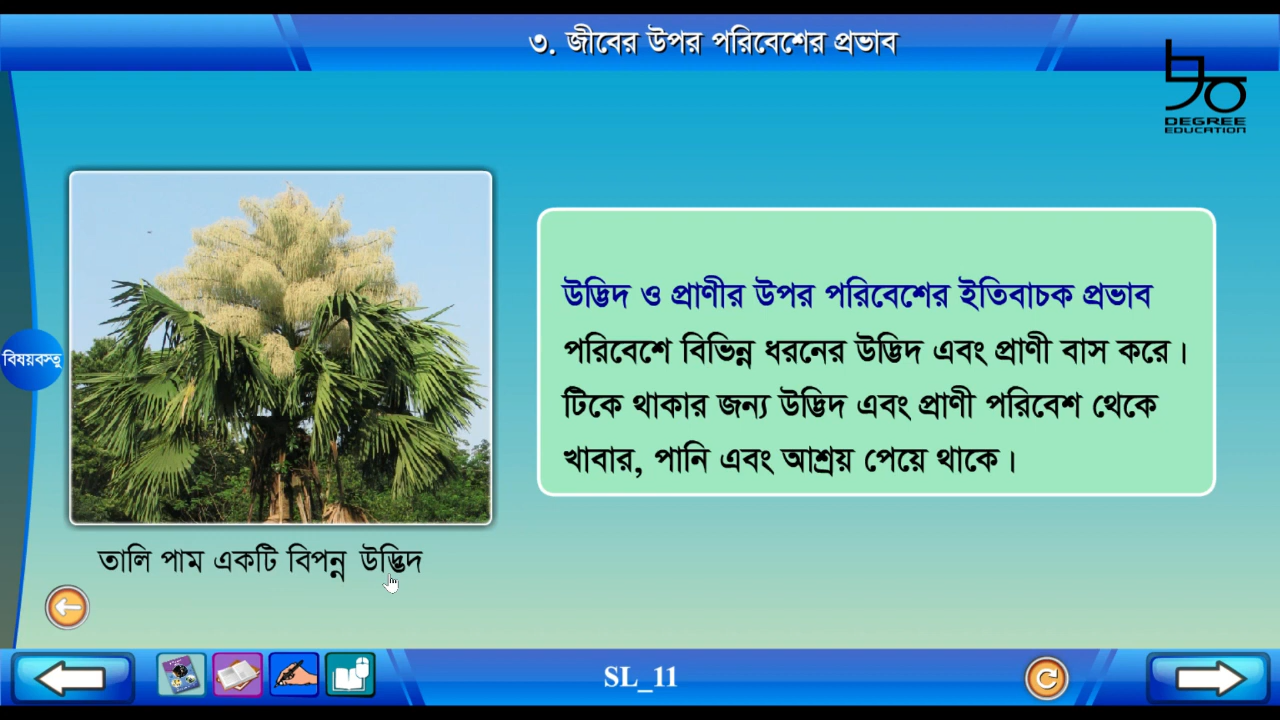 ৩. জীবের উপর পরিবেশের প্রভাব
DEGREE
EDUCATION
উদ্ভিদ ও প্রাণীর উপর পরিবেশের ইতিবাচক প্রভাব
পরিবেশে বিভিন্ন ধরনের উদ্ভিদ এবং প্রাণী বাস করে।
টিকে থাকার জন্য উদ্ভিদ এবং প্রাণী পরিবেশ থেকে
খাবার, পানি এবং আশ্রয় পেয়ে থাকে।
বিষয়বস্তু
তালি পাম একটি বিপন্ন উদ্ভিদ
SL_11